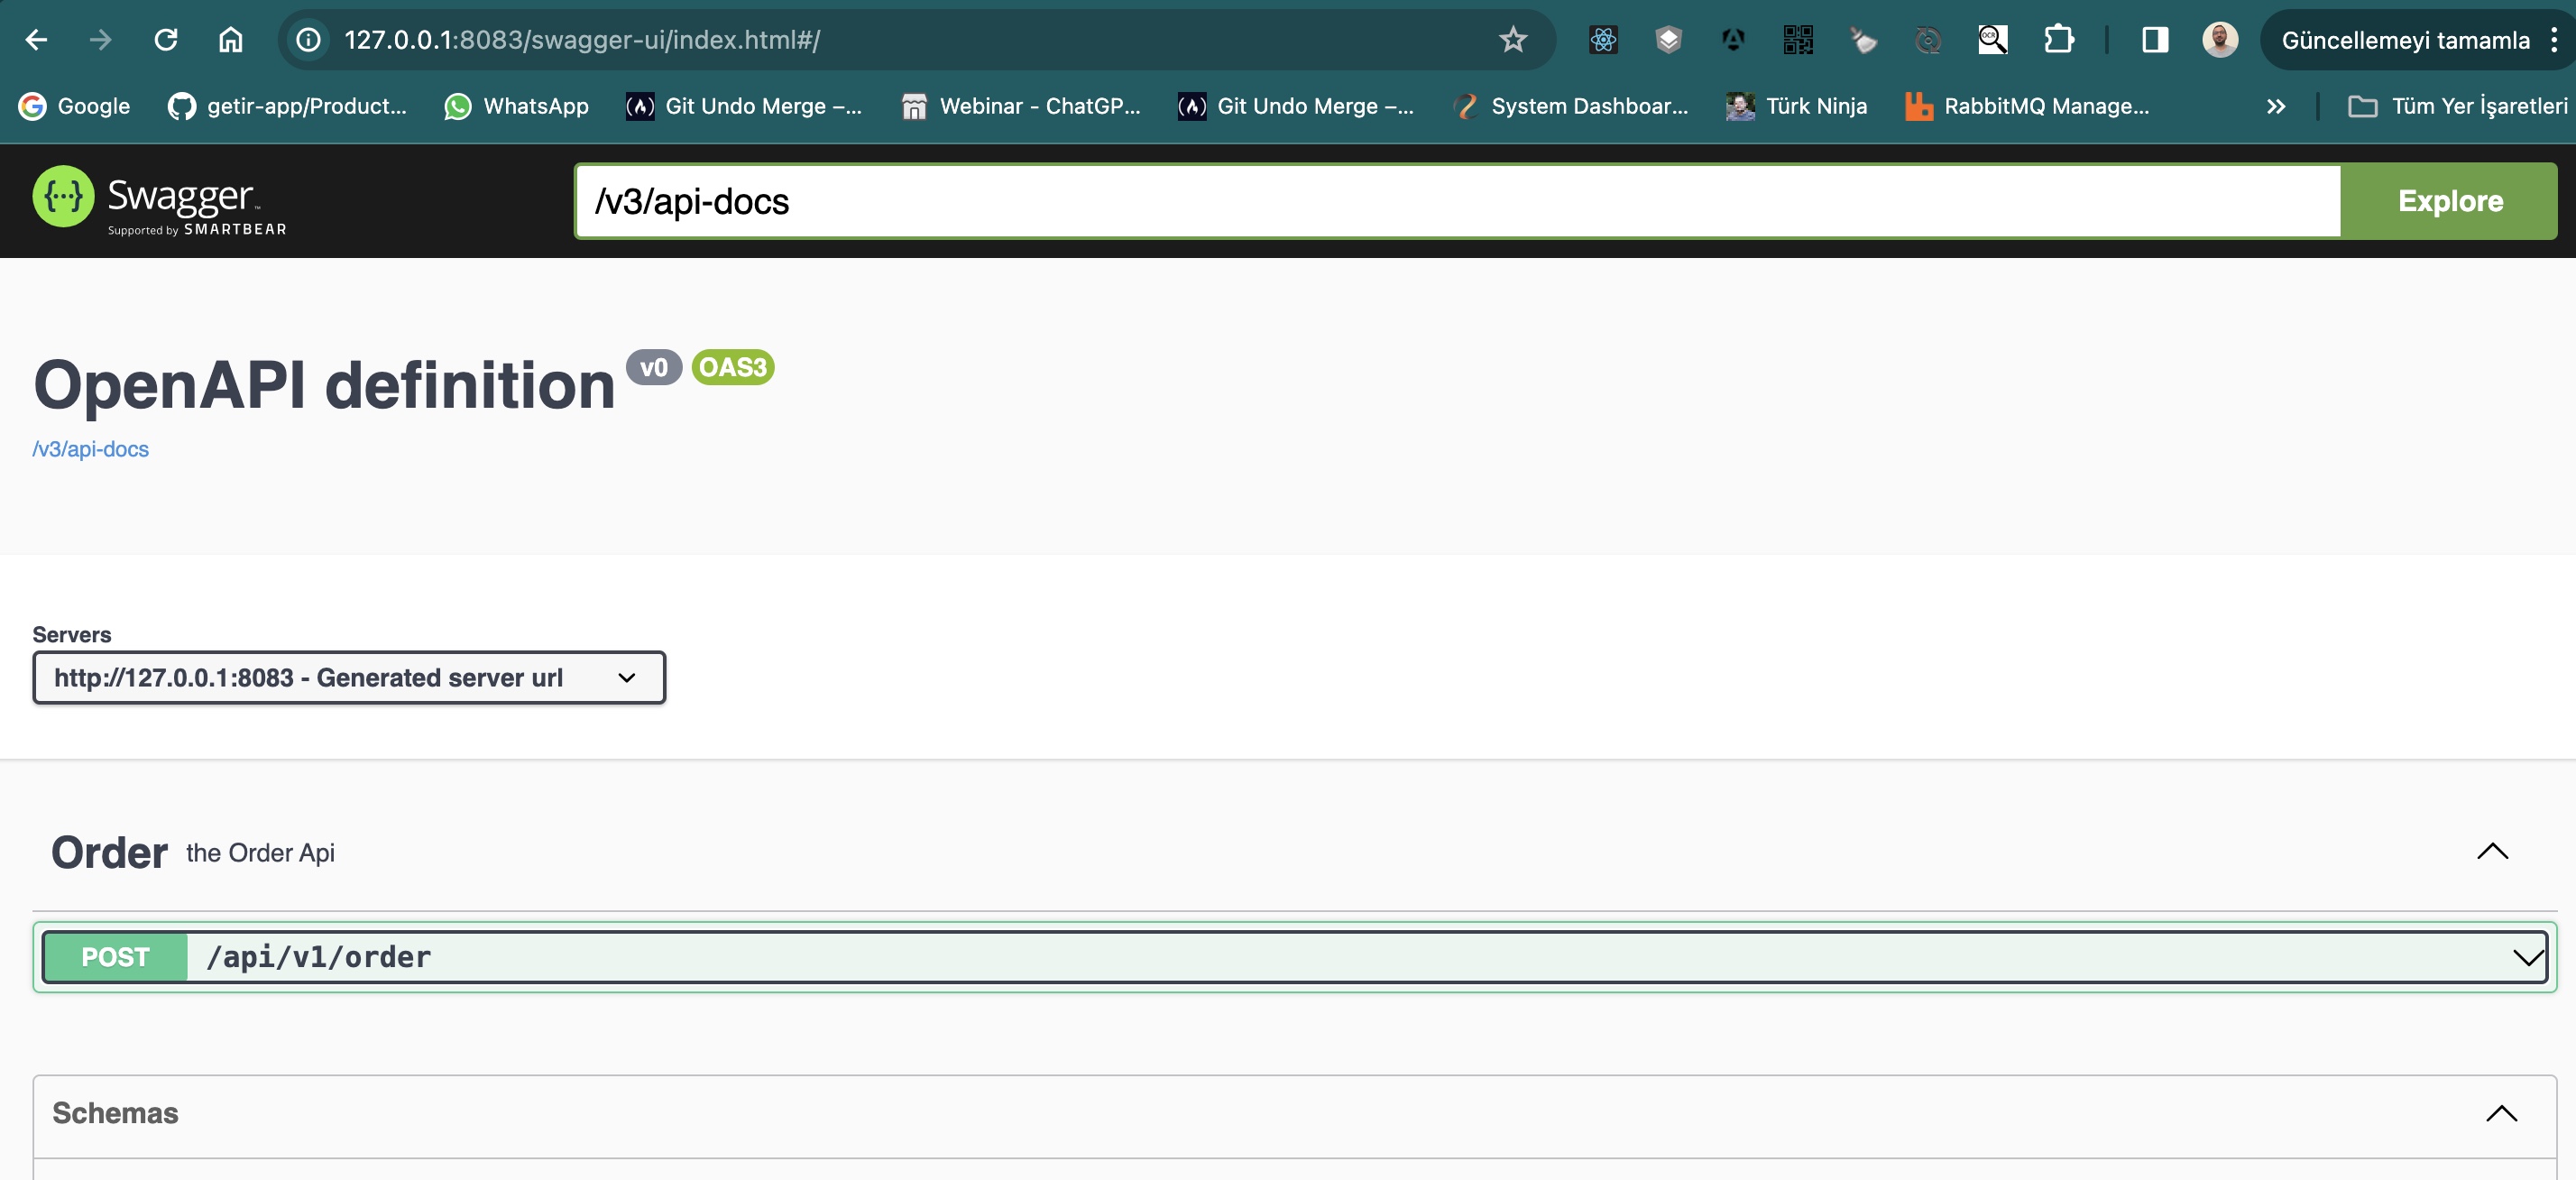 127.0.0.1:8083/swagger-ui/index.html#/
OCR
Güncellemeyi tamamla
Google
getir-app/Product...
WhatsApp
Git Undo Merge –...
Webinar - ChatGP...
Git Undo Merge –...
System Dashboar...
Türk Ninja
RabbitMQ Manage...
Tüm Yer İşaretleri
Swagger™
Supported by SMARTBEAR
/v3/api-docs
Explore
OpenAPI definition v0 OAS3
/v3/api-docs
Servers
http://127.0.0.1:8083 - Generated server url
Order the Order Api
POST /api/v1/order
Schemas